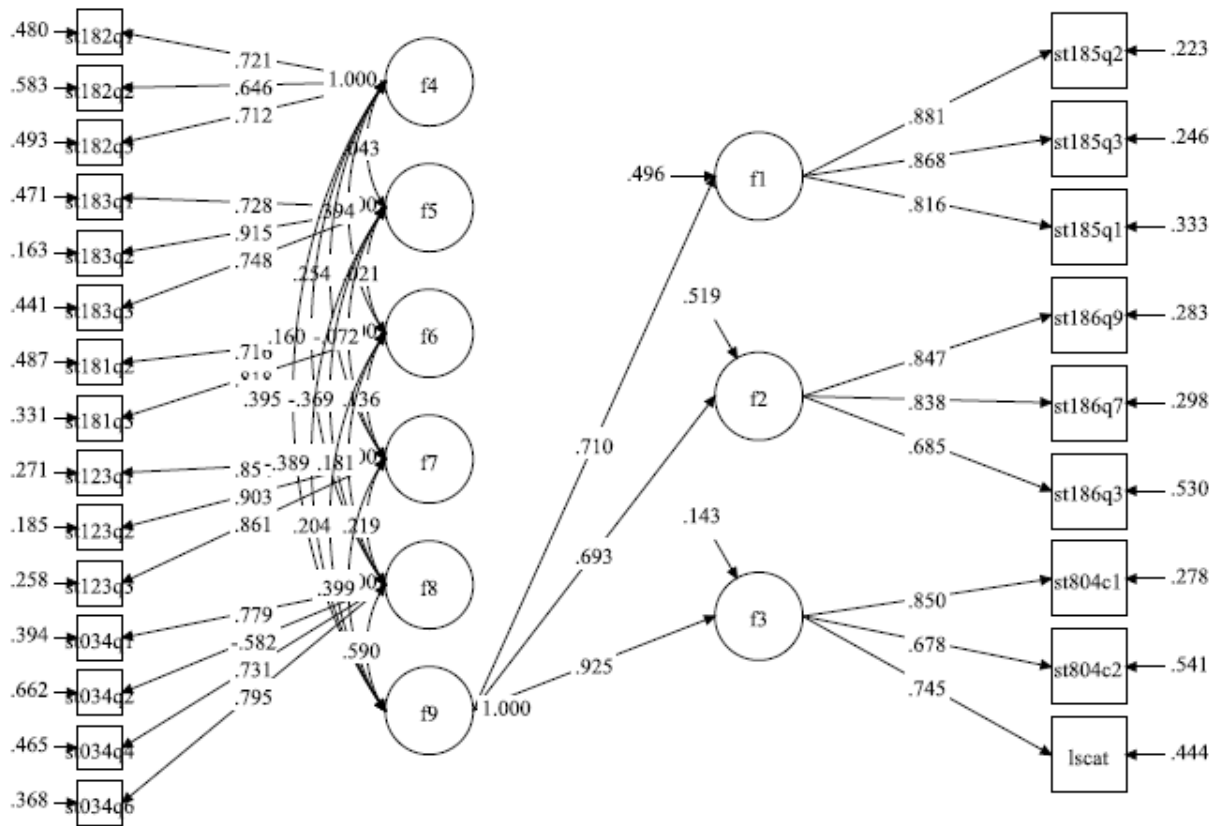 .480 st182q1
.583 st182q2
.493 st182q3
.471 st183q1
.163 st183q2
.441 st183q3
.487 st181q2
.331 st181q3
.271 st123q1
.185 st123q2
.258 st123q3
.394 st034q1
.662 st034q2
.465 st034q4
.368 st034q6
.721
.646
.712
.728
.915
.748
.903
.861
.779
-.582
.731
.795
1.000
.394
.254
.021
.160
-.072
.395
-.369
.136
-.389
.181
.204
.219
.399
.590
f4
f5
f6
f7
f8
f9
1.000
.710
.693
.925
.496
f1
.519
f2
.143
f3
.881
.868
.816
.847
.838
.685
.850
.678
.745
st185q2 .223
st185q3 .246
st185q1 .333
st186q9 .283
st186q7 .298
st186q3 .530
st804c1 .278
st804c2 .541
lscat .444